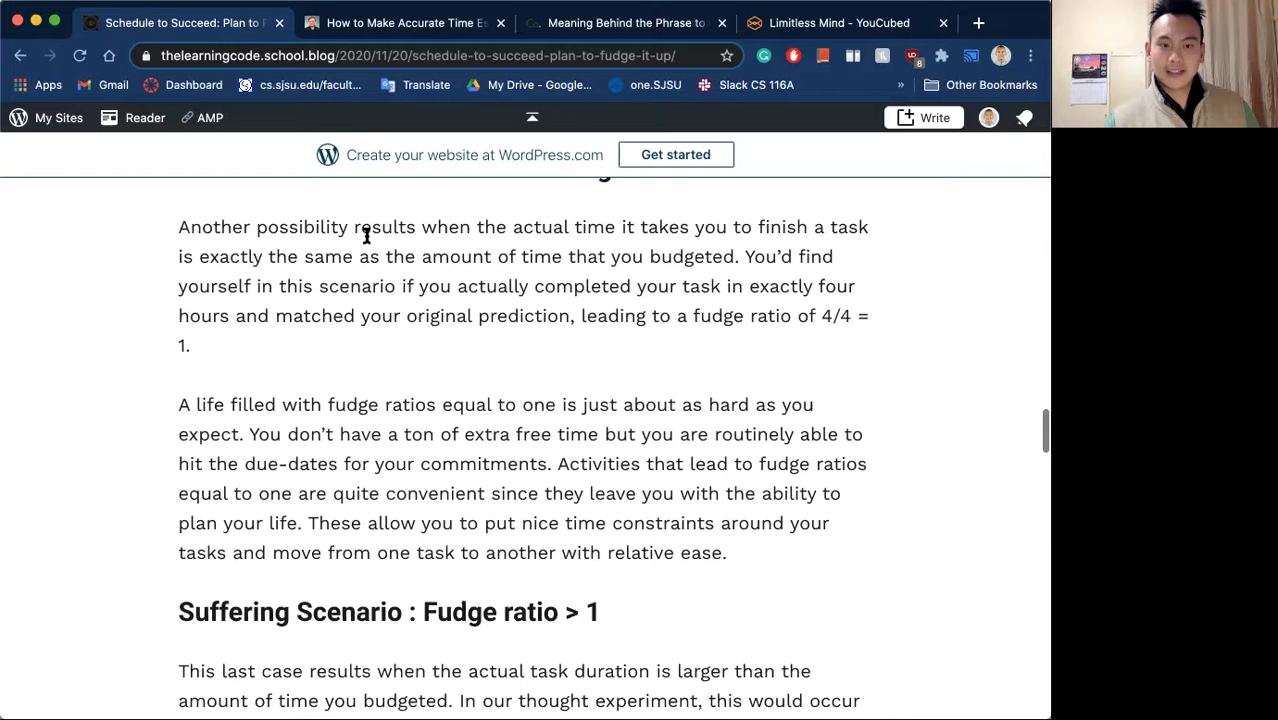 Schedule to Succeed: Plan to F
How to Make Accurate Time Es
Meaning Behind the Phrase to
Limitless Mind - YouCubed
thelearningcode.school.blog/2020/11/20/schedule-to-succeed-plan-to-fudge-it-up/
8
Apps Gmail Dashboard cs.sjsu.edu/facult... Translate My Drive - Google... one.SJSU Slack CS 116A » Other Bookmarks
My Sites Reader AMP Write
Create your website at WordPress.com Get started
Another possibility results when the actual time it takes you to finish a task
is exactly the same as the amount of time that you budgeted. You’d find
yourself in this scenario if you actually completed your task in exactly four
hours and matched your original prediction, leading to a fudge ratio of 4/4 =
1.
A life filled with fudge ratios equal to one is just about as hard as you
expect. You don’t have a ton of extra free time but you are routinely able to
hit the due-dates for your commitments. Activities that lead to fudge ratios
equal to one are quite convenient since they leave you with the ability to
plan your life. These allow you to put nice time constraints around your
tasks and move from one task to another with relative ease.
Suffering Scenario : Fudge ratio > 1
This last case results when the actual task duration is larger than the
amount of time you budgeted. In our thought experiment, this would occur